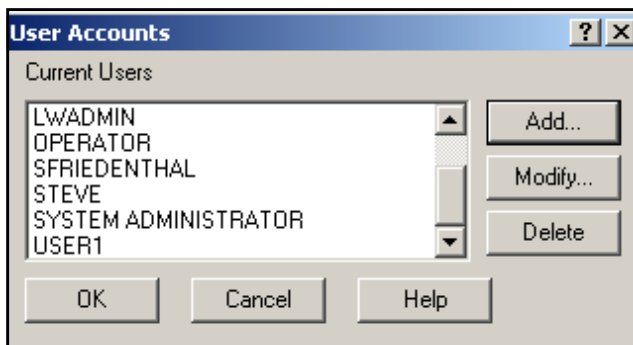 User Accounts
Current Users
LWADMIN
OPERATOR
SFRIEDENTHAL
STEVE
SYSTEM ADMINISTRATOR
USER1
Add...
Modify...
Delete
OK Cancel Help